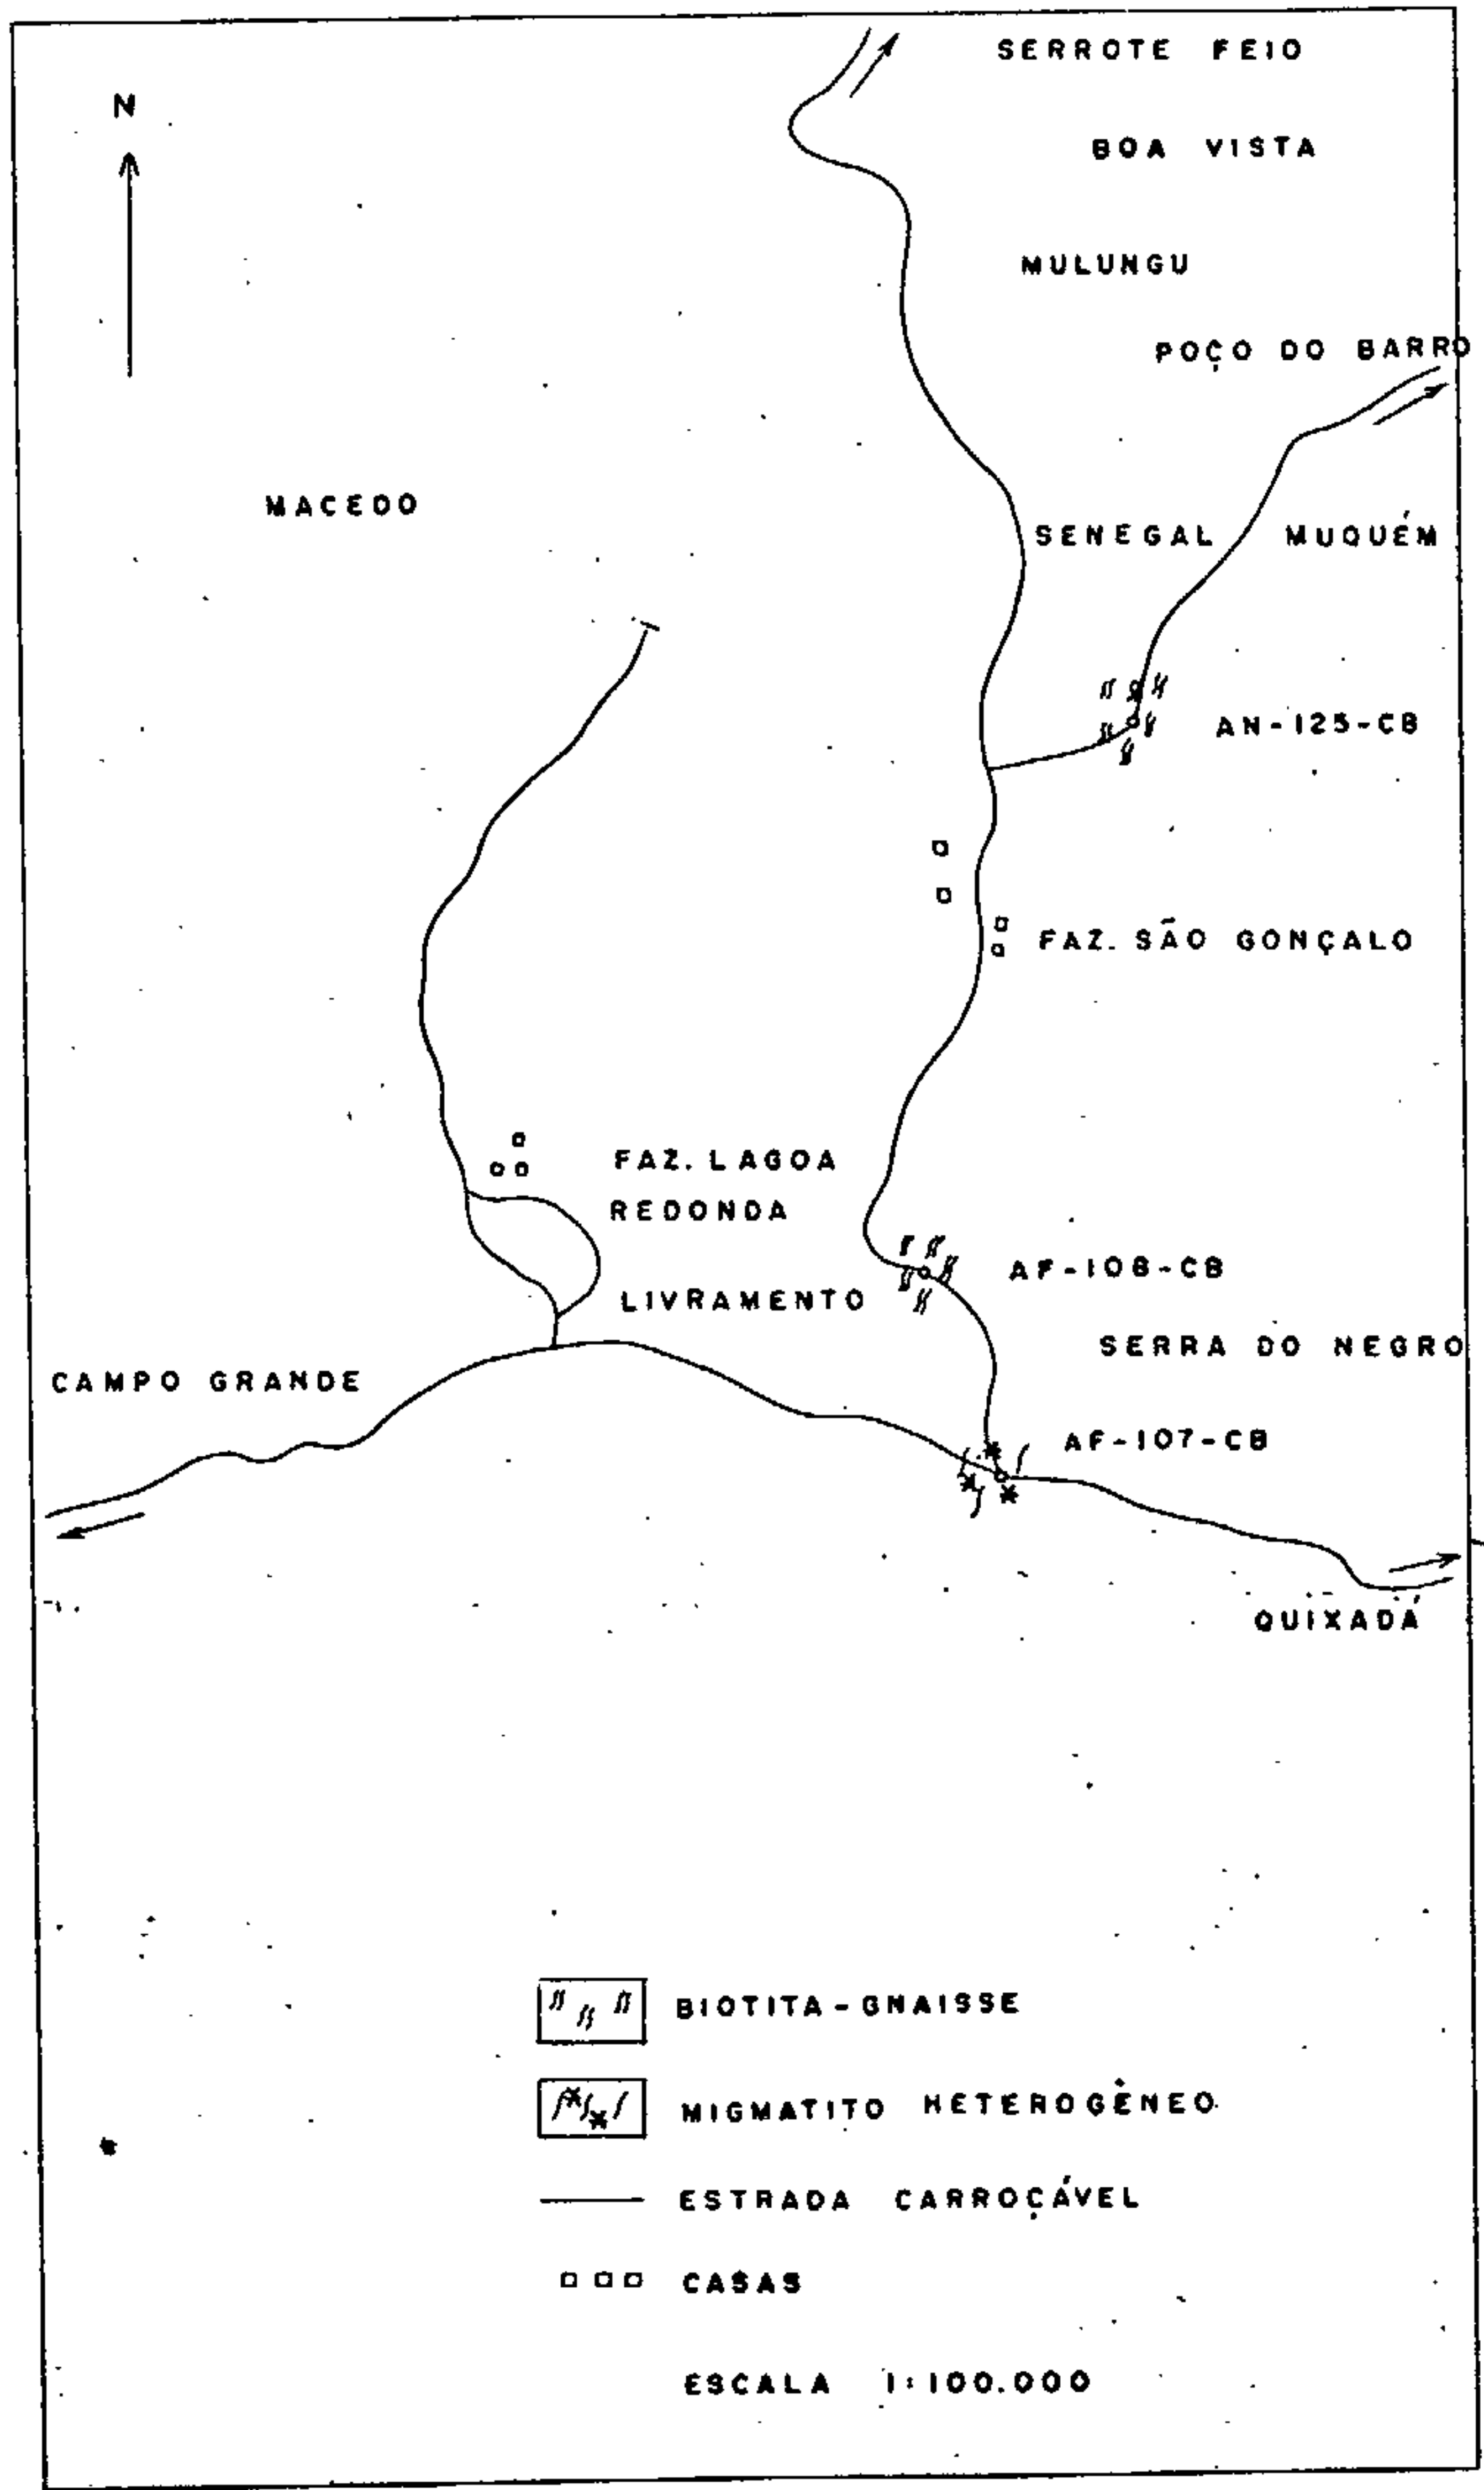 SERROTE FEIO
N
BOA VISTA
MULUNGU
POÇO DO BARRO
MACEDO
SENEGAL
MUQUÉM
AN-125-CB
FAZ. SÃO GONÇALO
FAZ. LAGOA
REDONDA
AF-108-CB
LIVRAMENTO
SERRA DO NEGRO
CAMPO GRANDE
AF-107-CB
QUIXADÁ
BIOTITA-GNAISSE
MIGMATITO HETEROGÊNEO
ESTRADA CARROÇÁVEL
CASAS
ESCALA 1:100.000